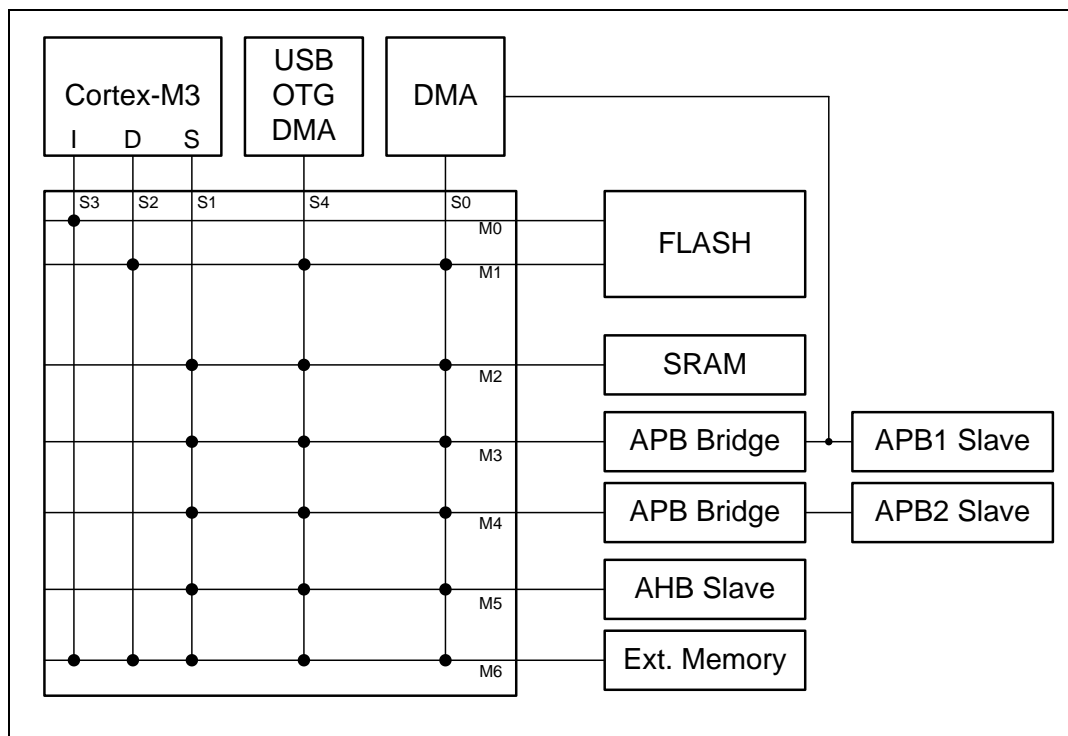 Cortex-M3
I D S
USB
OTG
DMA
DMA
S3 S2 S1 S4 S0
M0
FLASH
M1
M2
SRAM
M3
APB Bridge
APB1 Slave
M4
APB Bridge
APB2 Slave
M5
AHB Slave
M6
Ext. Memory